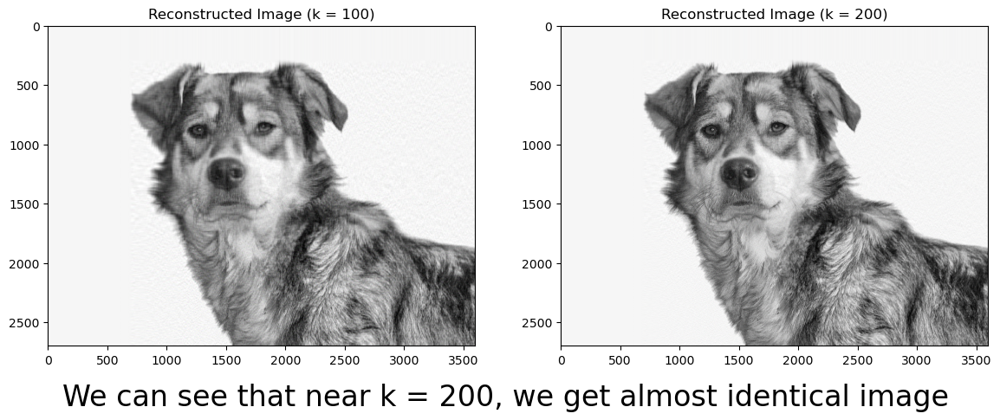 Reconstructed Image (k = 100)
0
500
1000
1500
2000
2500
0 500 1000 1500 2000 2500 3000 3500
Reconstructed Image (k = 200)
0
500
1000
1500
2000
2500
0 500 1000 1500 2000 2500 3000 3500
We can see that near k = 200, we get almost identical image